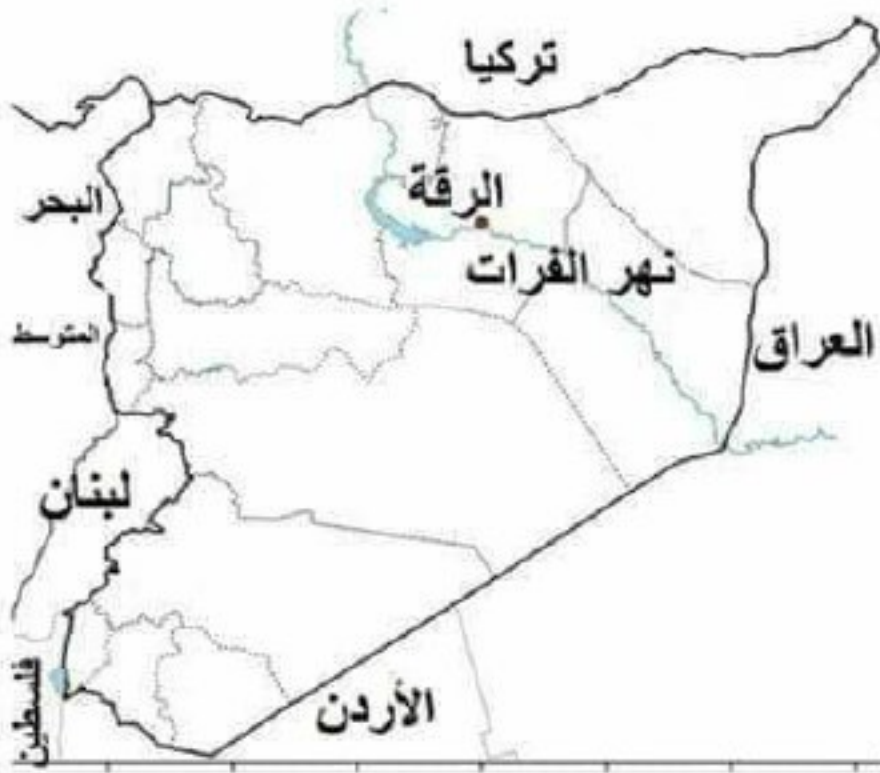 تركيا
الرقة
البحر
نهر الفرات
المتوسط
العراق
لبنان
فلسطين
الأردن